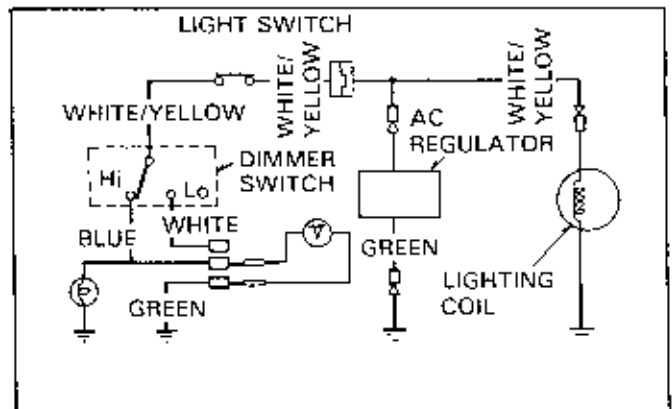 LIGHT SWITCH
WHITE/
YELLOW
WHITE/
YELLOW
WHITE/YELLOW
AC
REGULATOR
DIMMER
SWITCH
Hi
Lo
WHITE
BLUE
GREEN
GREEN
LIGHTING
COIL